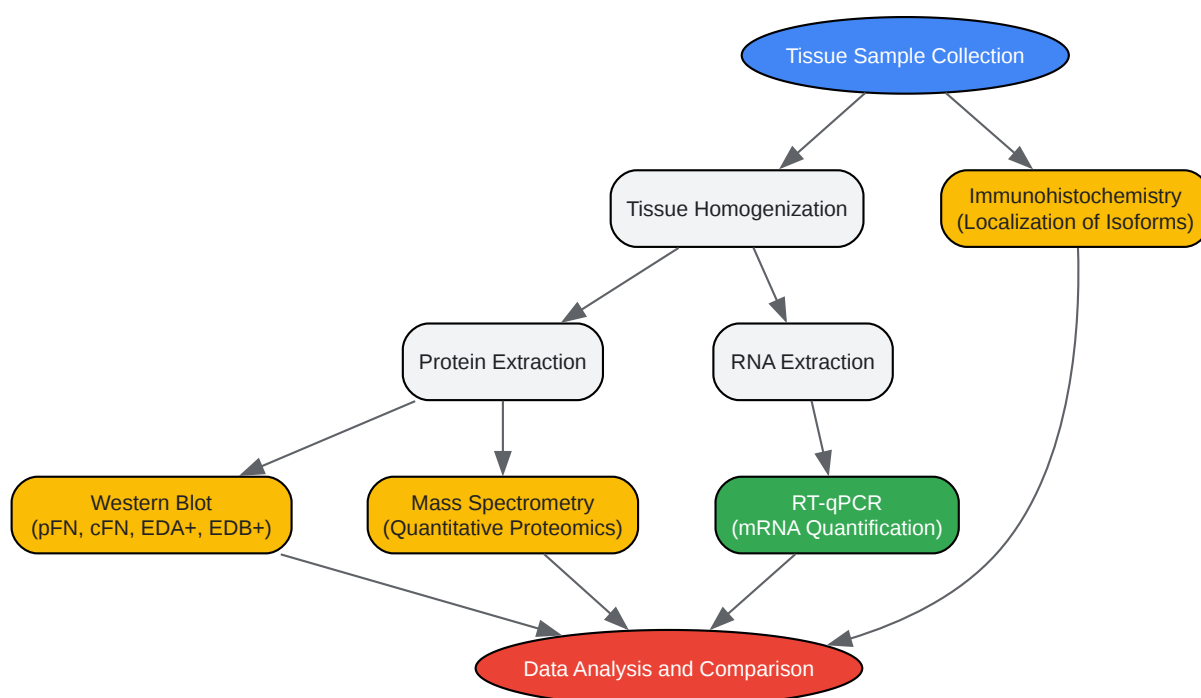 Tissue Sample Collection
Tissue Homogenization
Immunohistochemistry
(Localization of Isoforms)
Protein Extraction
RNA Extraction
Western Blot
(pFN, cFN, EDA+, EDB+)
Mass Spectrometry
(Quantitative Proteomics)
RT-qPCR
(mRNA Quantification)
Data Analysis and Comparison